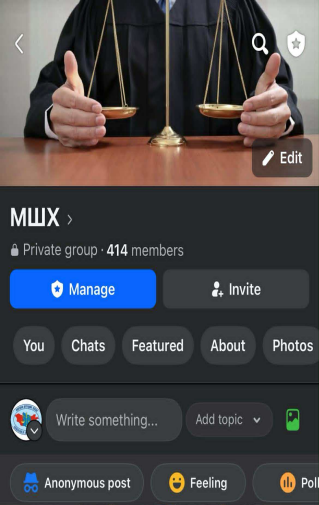 Edit
МШХ
Private group · 414 members
Manage
Invite
You
Chats
Featured
About
Photos
Write something...
Add topic
Anonymous post
Feeling
Poll